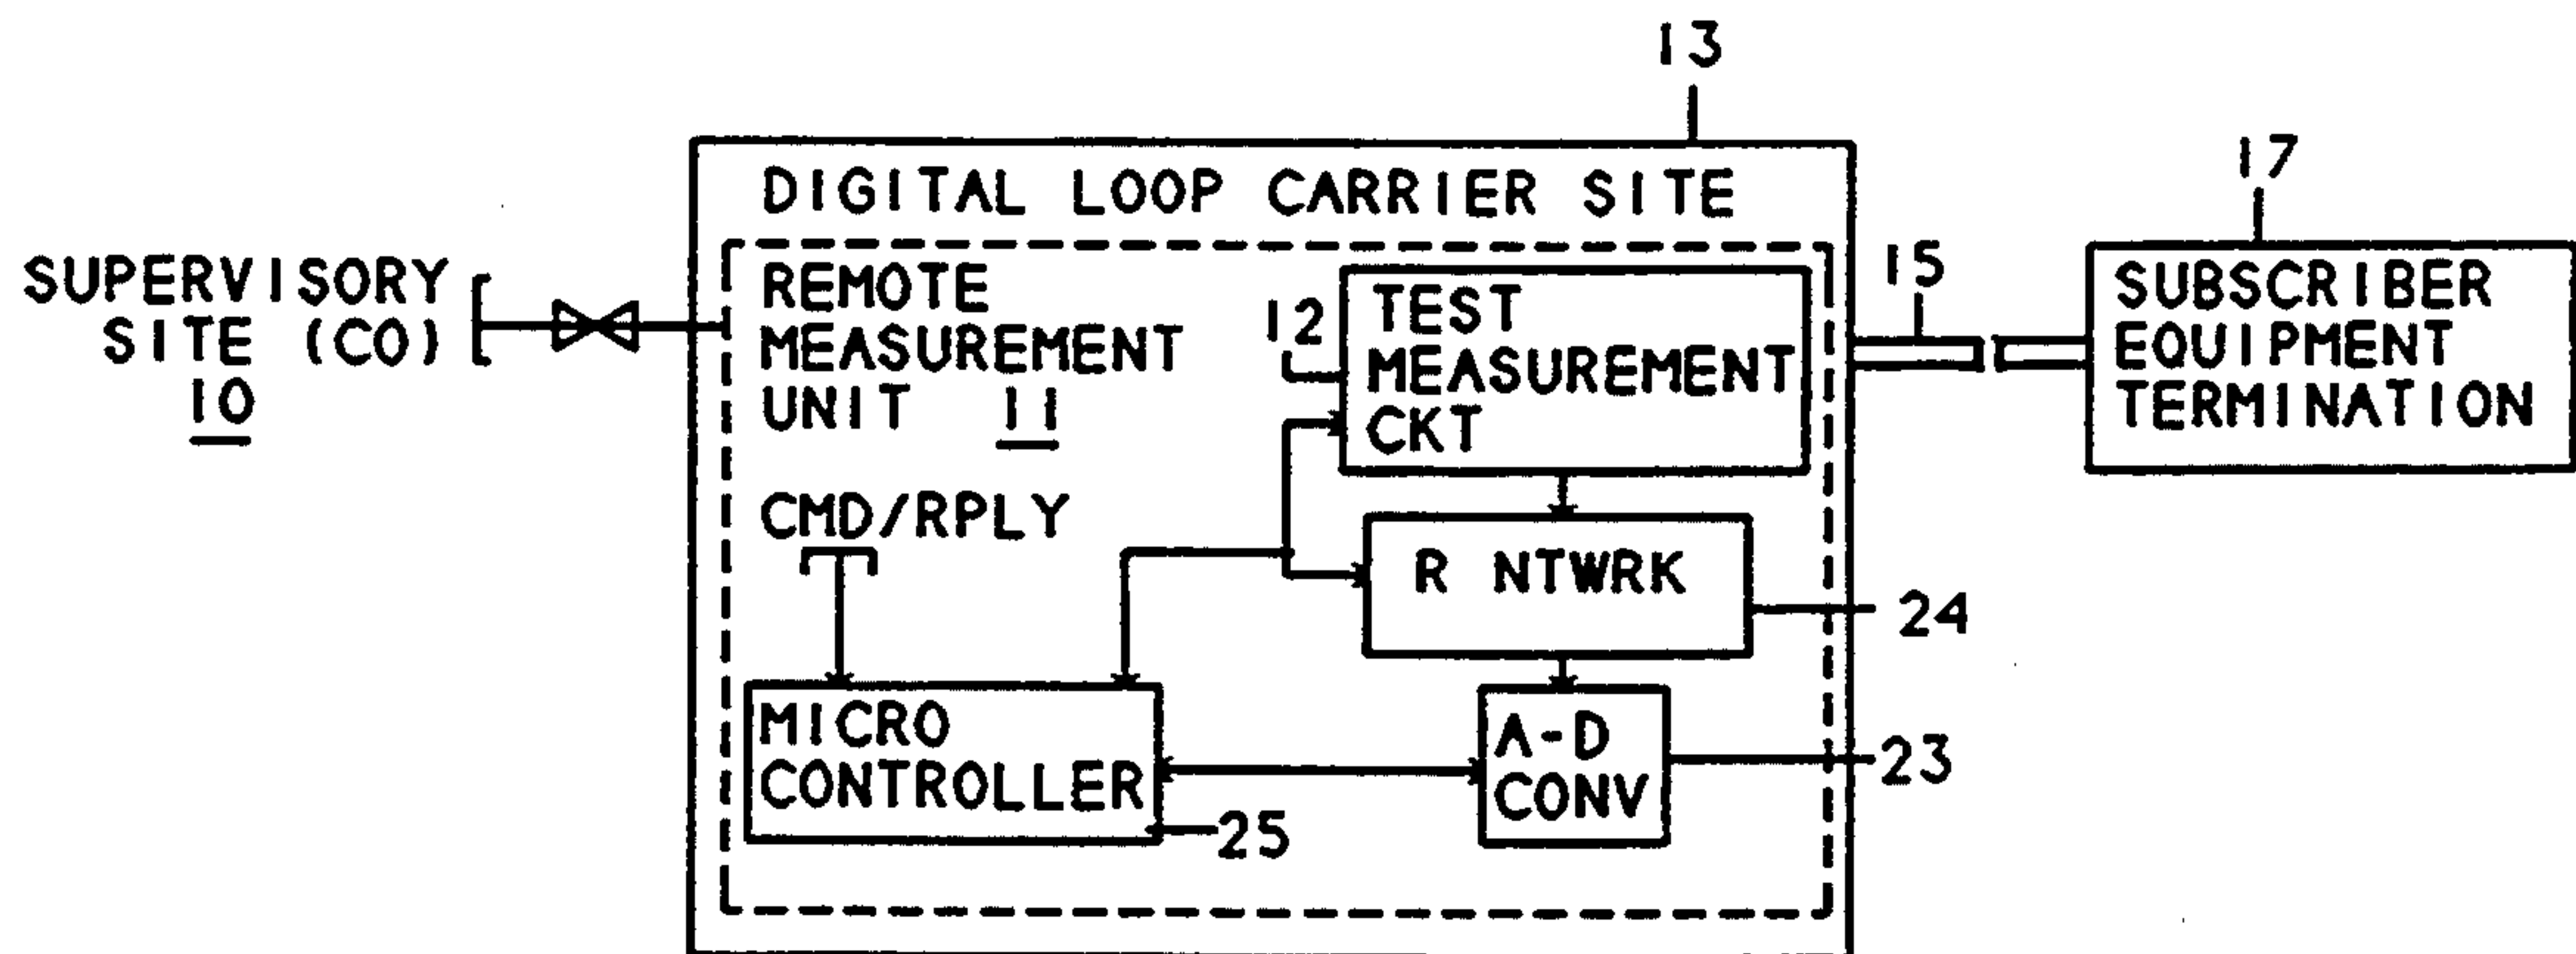 13
DIGITAL LOOP CARRIER SITE
17
SUPERVISORY
SITE (CO)
10
REMOTE
MEASUREMENT
UNIT 11
12
TEST
MEASUREMENT
CKT
15
SUBSCRIBER
EQUIPMENT
TERMINATION
CMD/RPLY
R NTWRK
24
MICRO
CONTROLLER
25
A-D
CONV
23